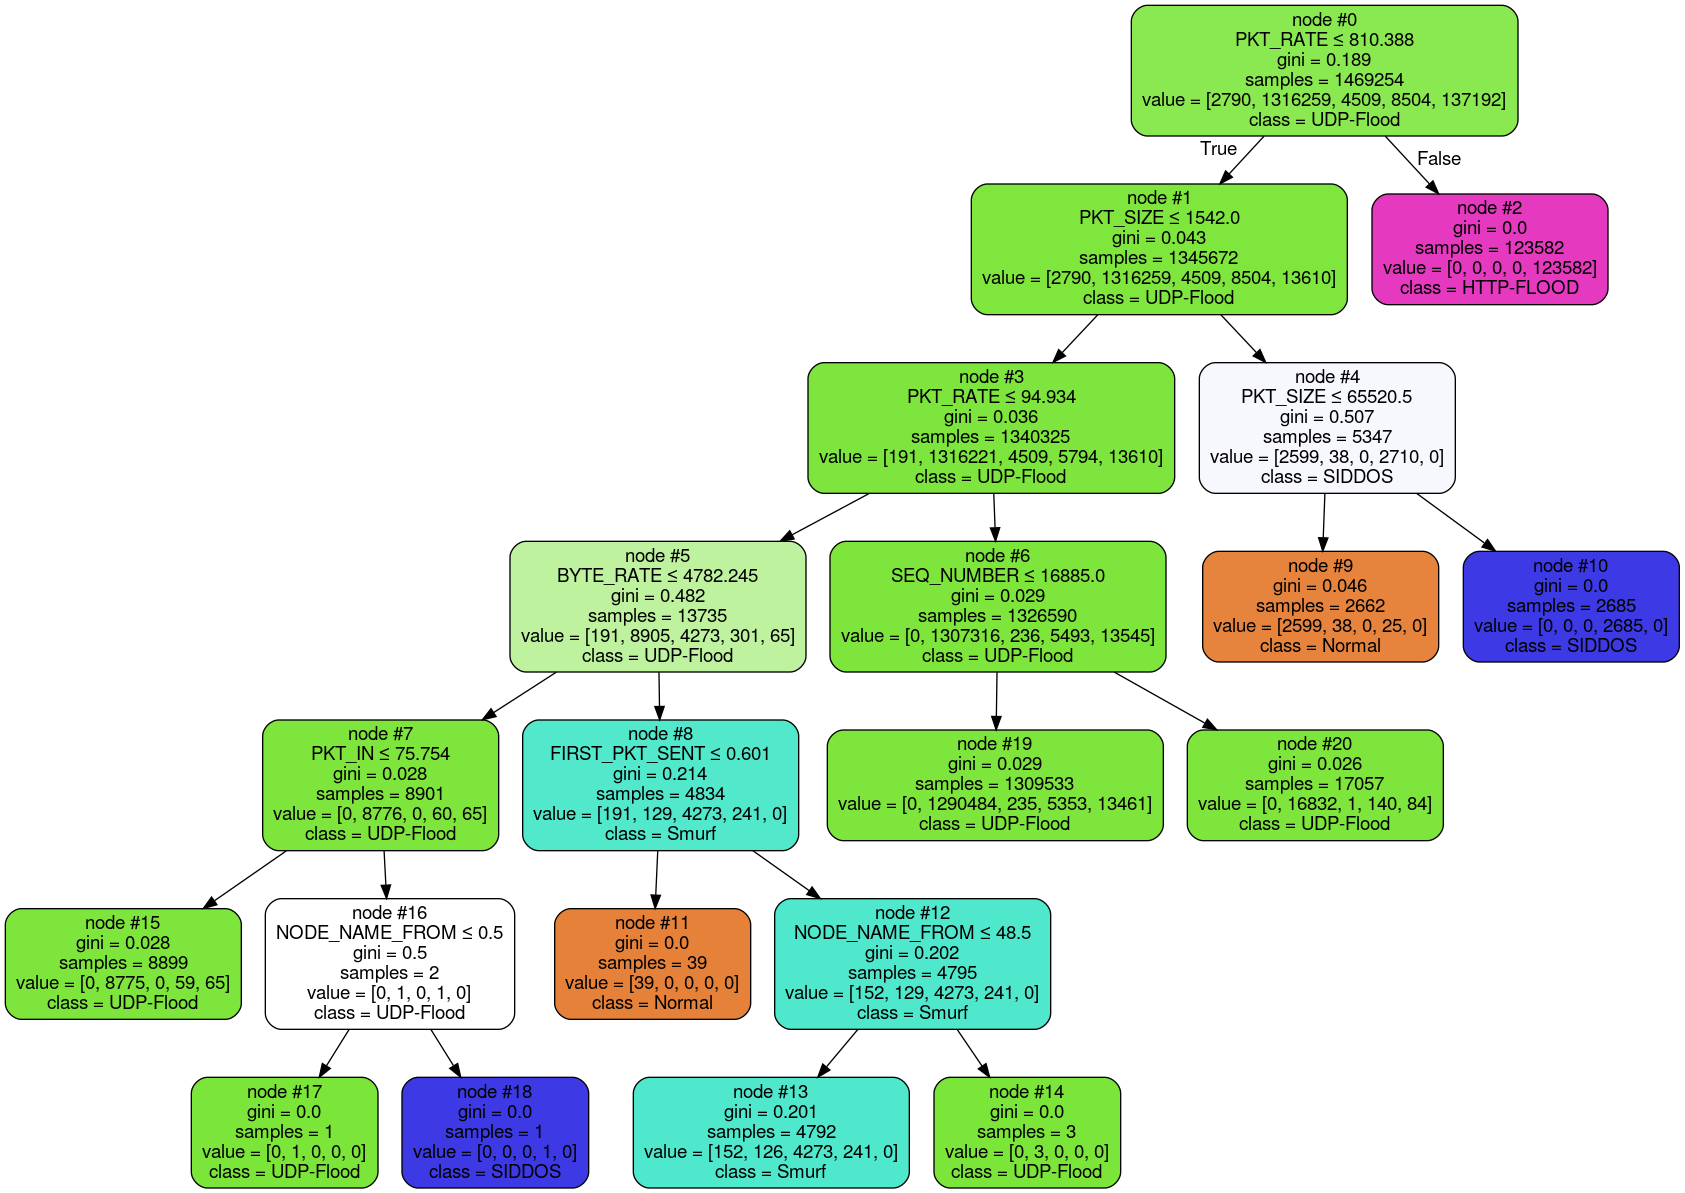 node #0
PKT_RATE ≤ 810.388
gini = 0.189
samples = 1469254
value = [2790, 1316259, 4509, 8504, 137192]
class = UDP-Flood
True
False
node #1
PKT_SIZE ≤ 1542.0
gini = 0.043
samples = 1345672
value = [2790, 1316259, 4509, 8504, 13610]
class = UDP-Flood
node #2
gini = 0.0
samples = 123582
value = [0, 0, 0, 0, 123582]
class = HTTP-FLOOD
node #3
PKT_RATE ≤ 94.934
gini = 0.036
samples = 1340325
value = [191, 1316221, 4509, 5794, 13610]
class = UDP-Flood
node #4
PKT_SIZE ≤ 65520.5
gini = 0.507
samples = 5347
value = [2599, 38, 0, 2710, 0]
class = SIDDOS
node #5
BYTE_RATE ≤ 4782.245
gini = 0.482
samples = 13735
value = [191, 8905, 4273, 301, 65]
class = UDP-Flood
node #6
SEQ_NUMBER ≤ 16885.0
gini = 0.029
samples = 1326590
value = [0, 1307316, 236, 5493, 13545]
class = UDP-Flood
node #9
gini = 0.046
samples = 2662
value = [2599, 38, 0, 25, 0]
class = Normal
node #10
gini = 0.0
samples = 2685
value = [0, 0, 0, 2685, 0]
class = SIDDOS
node #7
PKT_IN ≤ 75.754
gini = 0.028
samples = 8901
value = [0, 8776, 0, 60, 65]
class = UDP-Flood
node #8
FIRST_PKT_SENT ≤ 0.601
gini = 0.214
samples = 4834
value = [191, 129, 4273, 241, 0]
class = Smurf
node #19
gini = 0.029
samples = 1309533
value = [0, 1290484, 235, 5353, 13461]
class = UDP-Flood
node #20
gini = 0.026
samples = 17057
value = [0, 16832, 1, 140, 84]
class = UDP-Flood
node #15
gini = 0.028
samples = 8899
value = [0, 8775, 0, 59, 65]
class = UDP-Flood
node #16
NODE_NAME_FROM ≤ 0.5
gini = 0.5
samples = 2
value = [0, 1, 0, 1, 0]
class = UDP-Flood
node #11
gini = 0.0
samples = 39
value = [39, 0, 0, 0, 0]
class = Normal
node #12
NODE_NAME_FROM ≤ 48.5
gini = 0.202
samples = 4795
value = [152, 129, 4273, 241, 0]
class = Smurf
node #17
gini = 0.0
samples = 1
value = [0, 1, 0, 0, 0]
class = UDP-Flood
node #18
gini = 0.0
samples = 1
value = [0, 0, 0, 1, 0]
class = SIDDOS
node #13
gini = 0.201
samples = 4792
value = [152, 126, 4273, 241, 0]
class = Smurf
node #14
gini = 0.0
samples = 3
value = [0, 3, 0, 0, 0]
class = UDP-Flood